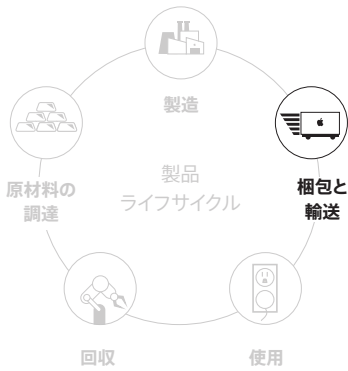 製造
梱包と
輸送
原材料の
調達
製品
ライフサイクル
回収
使用